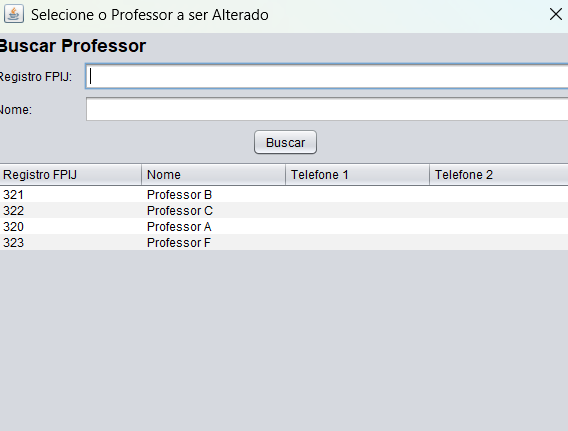 Selecione o Professor a ser Alterado
Buscar Professor
Registro FPIJ:
Nome:
Buscar
Registro FPIJ Nome Telefone 1 Telefone 2
321 Professor B
322 Professor C
320 Professor A
323 Professor F